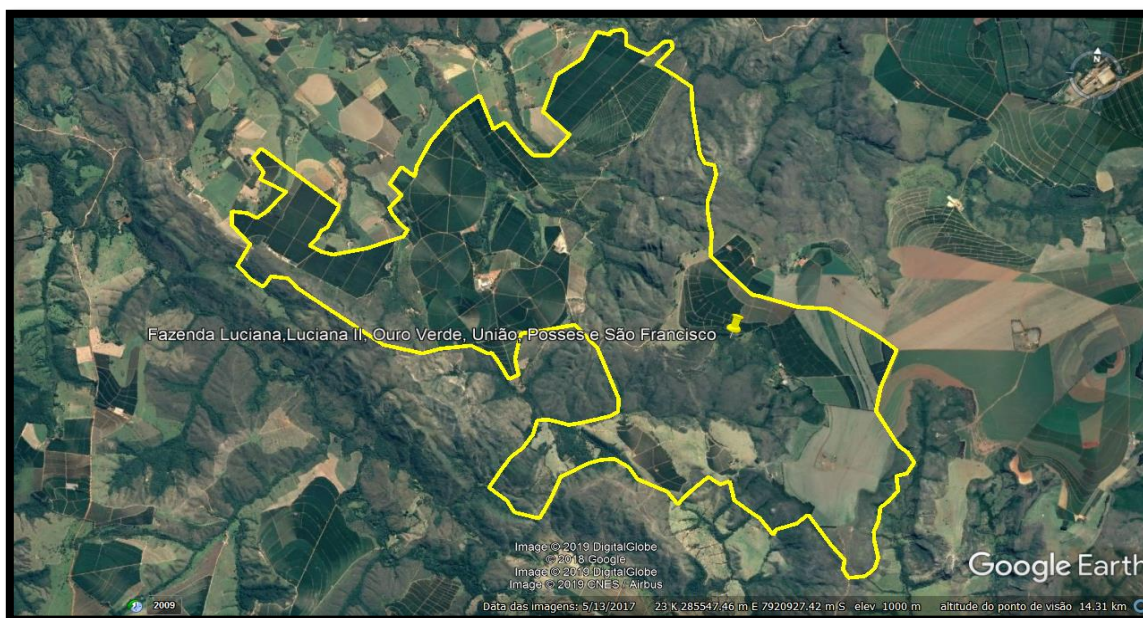 N
Fazenda Luciana,Luciana II, Ouro Verde, União, Posses e São Francisco
Image © 2019 DigitalGlobe
© 2018 Google
Image © 2019 DigitalGlobe
Image © 2019 CNES / Airbus
Google Earth
2009
Data das imagens: 5/13/2017 23 K 285547.46 m E 7920927.42 m S elev 1000 m altitude do ponto de visão 14.31 km